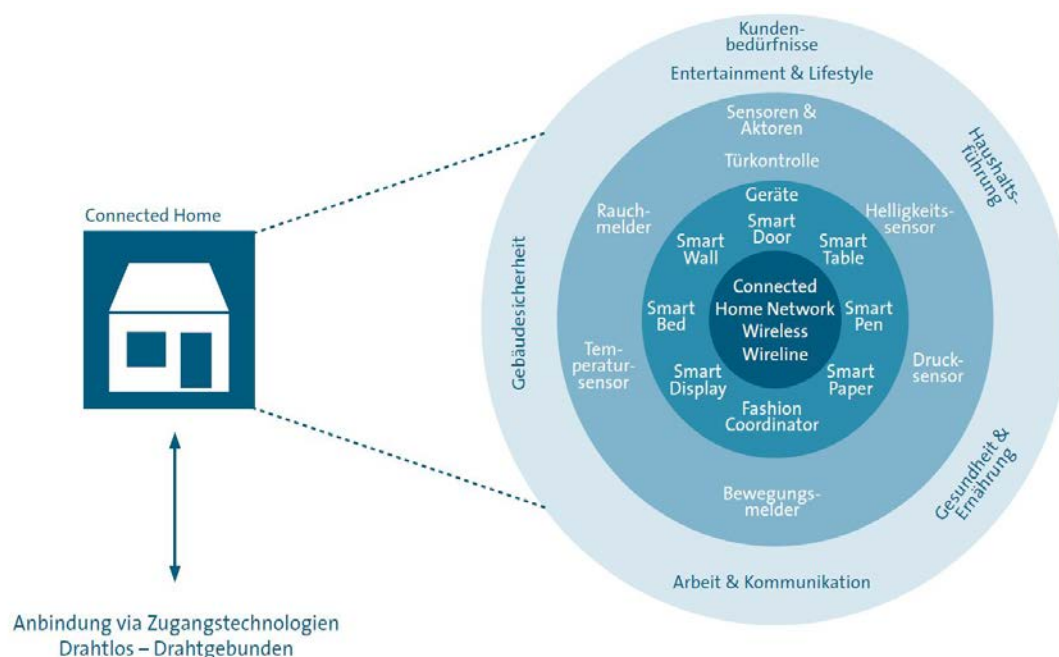 Kunden-
bedürfnisse
Entertainment & Lifestyle
Haushalts-
führung
Gesundheit &
Ernährung
Arbeit & Kommunikation
Gebäudesicherheit
Sensoren &
Aktoren
Türkontrolle
Helligkeits-
sensor
Druck-
sensor
Bewegungs-
melder
Tem-
peratur-
sensor
Rauch-
melder
Geräte
Smart
Door
Smart
Table
Smart
Pen
Smart
Paper
Fashion
Coordinator
Smart
Display
Smart
Bed
Smart
Wall
Connected
Home Network
Wireless
Wireline
Connected Home
Anbindung via Zugangstechnologien
Drahtlos – Drahtgebunden